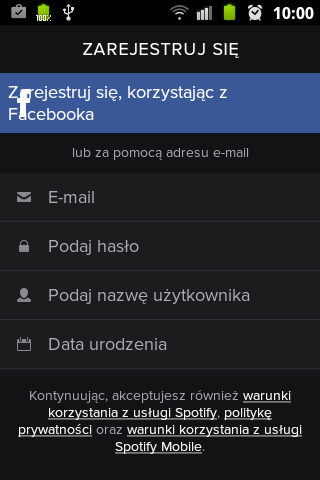 100%
10:00
ZAREJESTRUJ SIĘ
Zarejestruj się, korzystając z
Facebooka
lub za pomocą adresu e-mail
E-mail
Podaj hasło
Podaj nazwę użytkownika
Data urodzenia
Kontynuując, akceptujesz również warunki
korzystania z usługi Spotify, politykę
prywatności oraz warunki korzystania z usługi
Spotify Mobile.